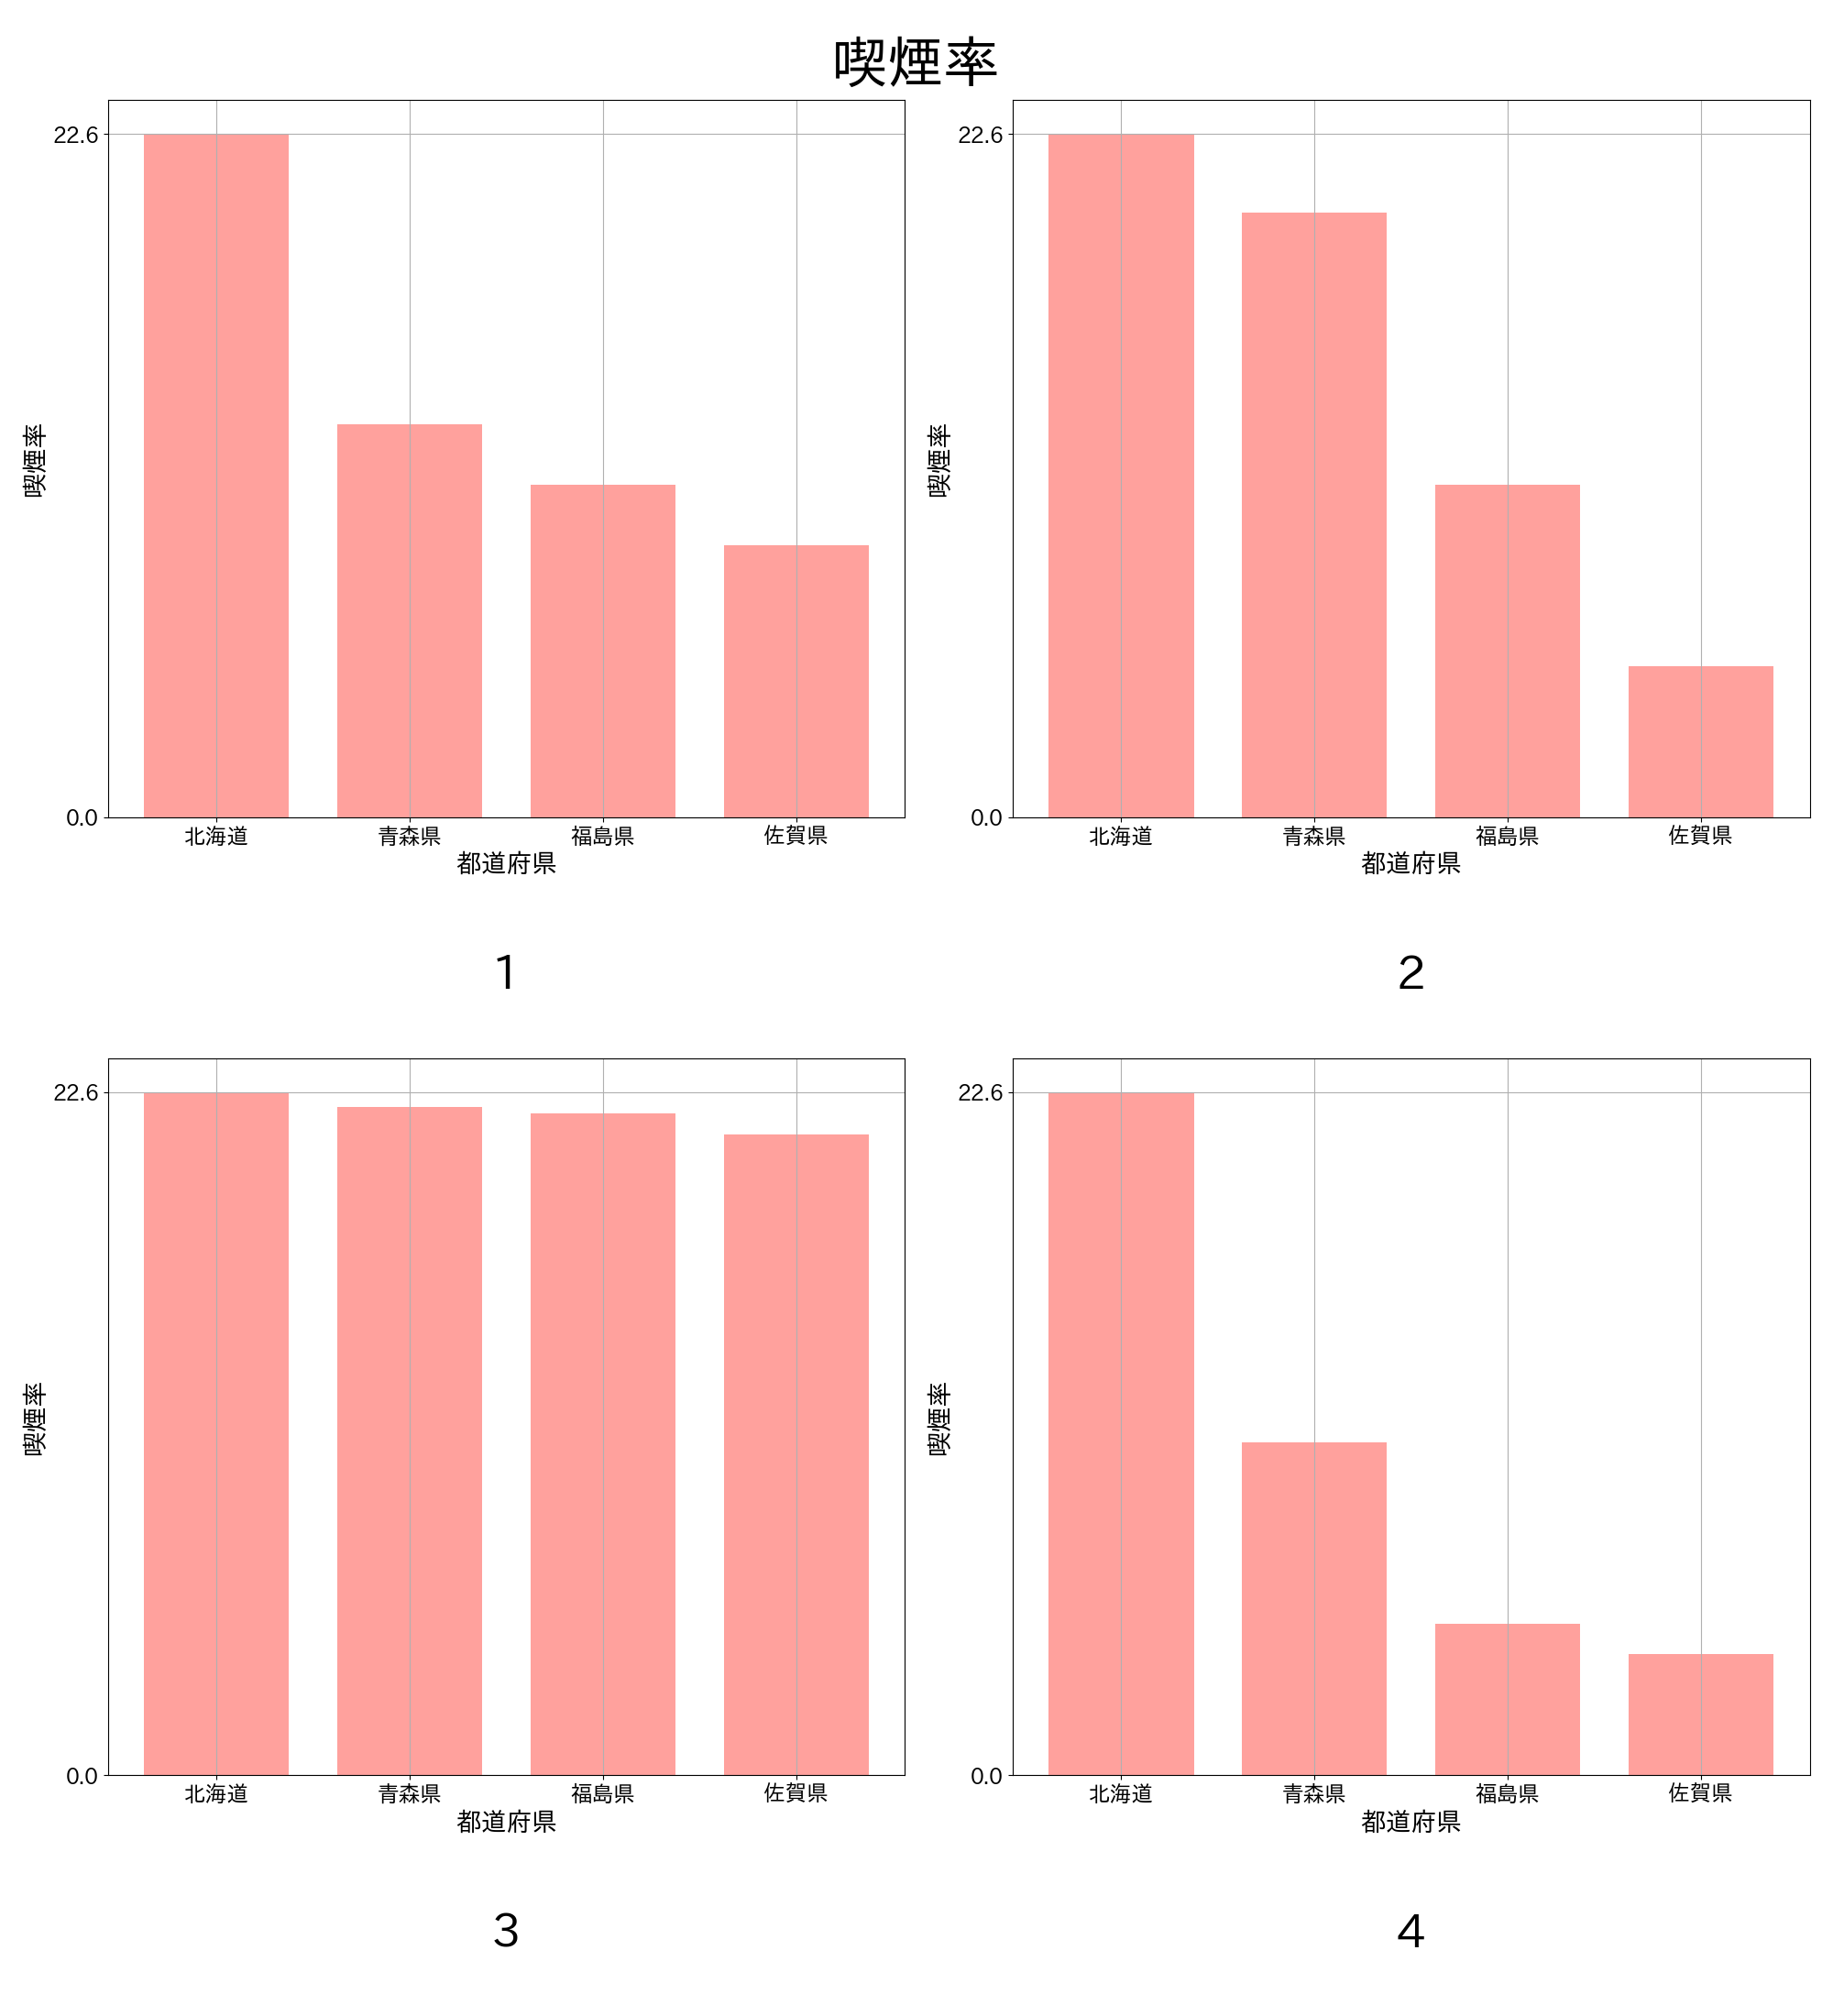 喫煙率
22.6
0.0
喫煙率
北海道 青森県 福島県 佐賀県
都道府県
1
22.6
0.0
喫煙率
北海道 青森県 福島県 佐賀県
都道府県
2
22.6
0.0
喫煙率
北海道 青森県 福島県 佐賀県
都道府県
3
22.6
0.0
喫煙率
北海道 青森県 福島県 佐賀県
都道府県
4